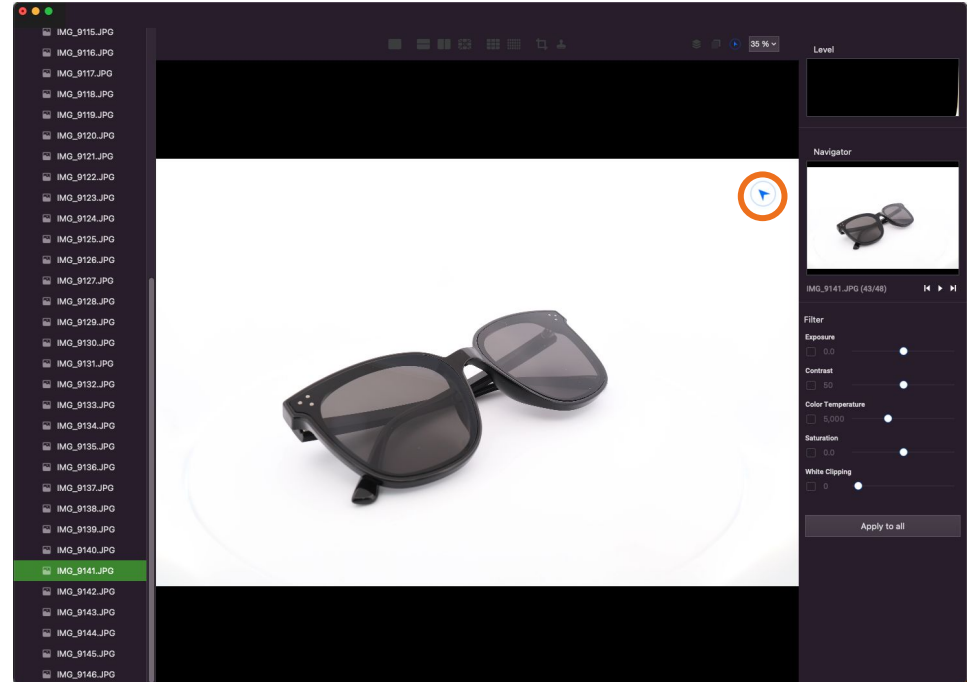 IMG_9115.JPG
IMG_9116.JPG
IMG_9117.JPG
IMG_9118.JPG
IMG_9119.JPG
IMG_9120.JPG
IMG_9121.JPG
IMG_9122.JPG
IMG_9123.JPG
IMG_9124.JPG
IMG_9125.JPG
IMG_9126.JPG
IMG_9127.JPG
IMG_9128.JPG
IMG_9129.JPG
IMG_9130.JPG
IMG_9131.JPG
IMG_9132.JPG
IMG_9133.JPG
IMG_9134.JPG
IMG_9135.JPG
IMG_9136.JPG
IMG_9137.JPG
IMG_9138.JPG
IMG_9139.JPG
IMG_9140.JPG
IMG_9141.JPG
IMG_9142.JPG
IMG_9143.JPG
IMG_9144.JPG
IMG_9145.JPG
IMG_9146.JPG
35 %
Level
Navigator
IMG_9141.JPG (43/48)
Filter
Exposure
0.0
Contrast
50
Color Temperature
5,000
Saturation
0.0
White Clipping
0
Apply to all